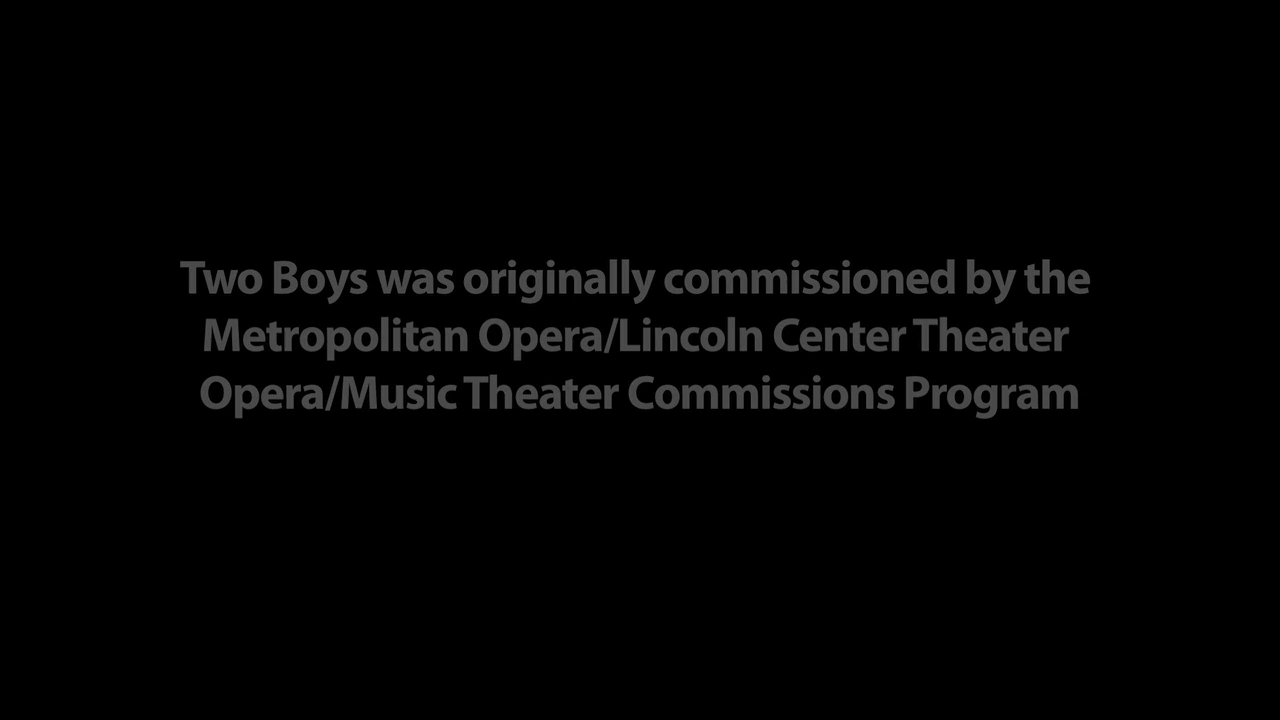 Two Boys was originally commissioned by the
Metropolitan Opera/Lincoln Center Theater
Opera/Music Theater Commissions Program